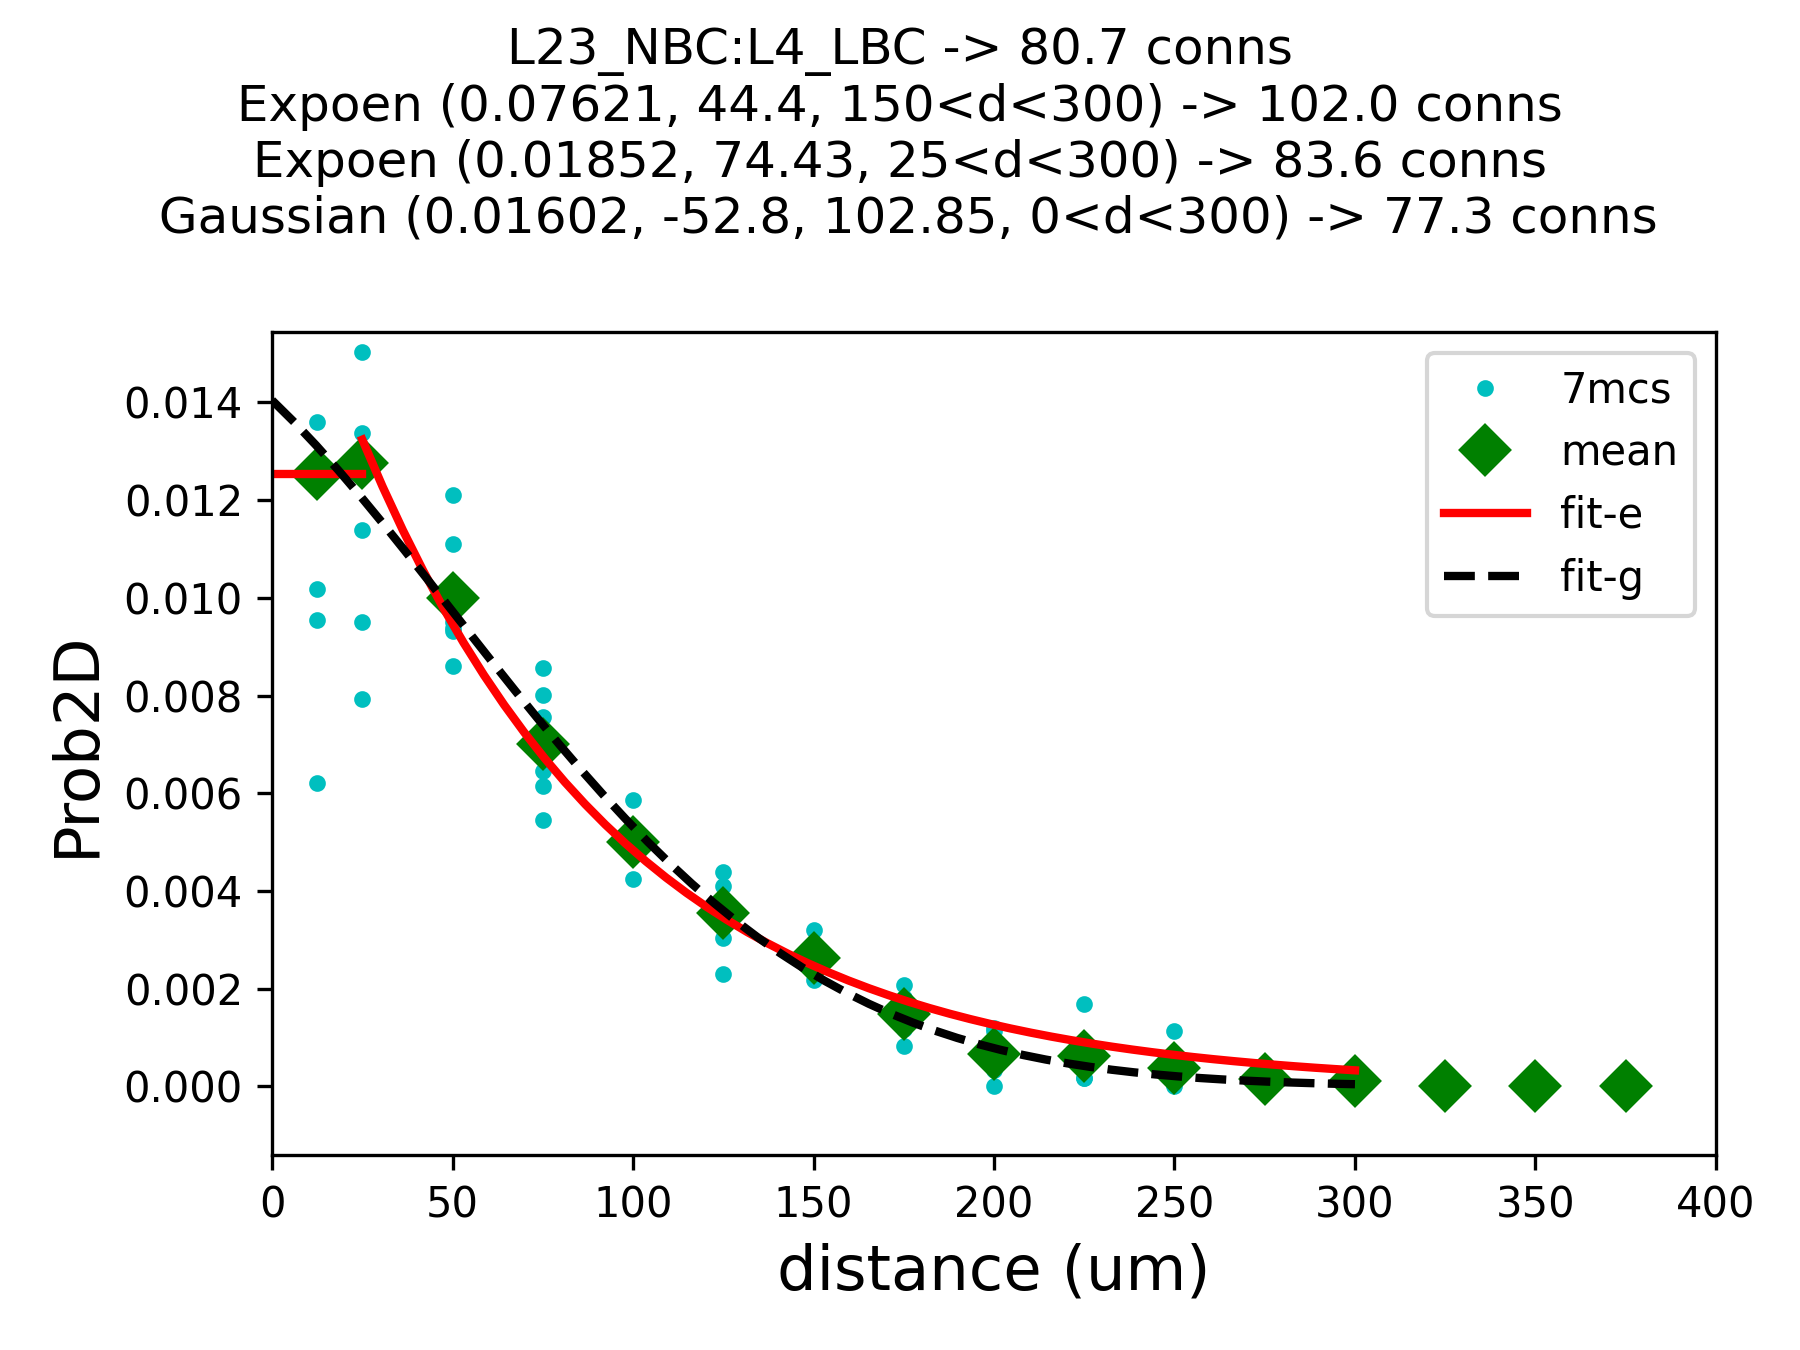 L23_NBC:L4_LBC -> 80.7 conns
Expoen (0.07621, 44.4, 150<d<300) -> 102.0 conns
Expoen (0.01852, 74.43, 25<d<300) -> 83.6 conns
Gaussian (0.01602, -52.8, 102.85, 0<d<300) -> 77.3 conns
7mcs
mean
fit-e
fit-g
Prob2D
0.014
0.012
0.010
0.008
0.006
0.004
0.002
0.000
0 50 100 150 200 250 300 350 400
distance (um)